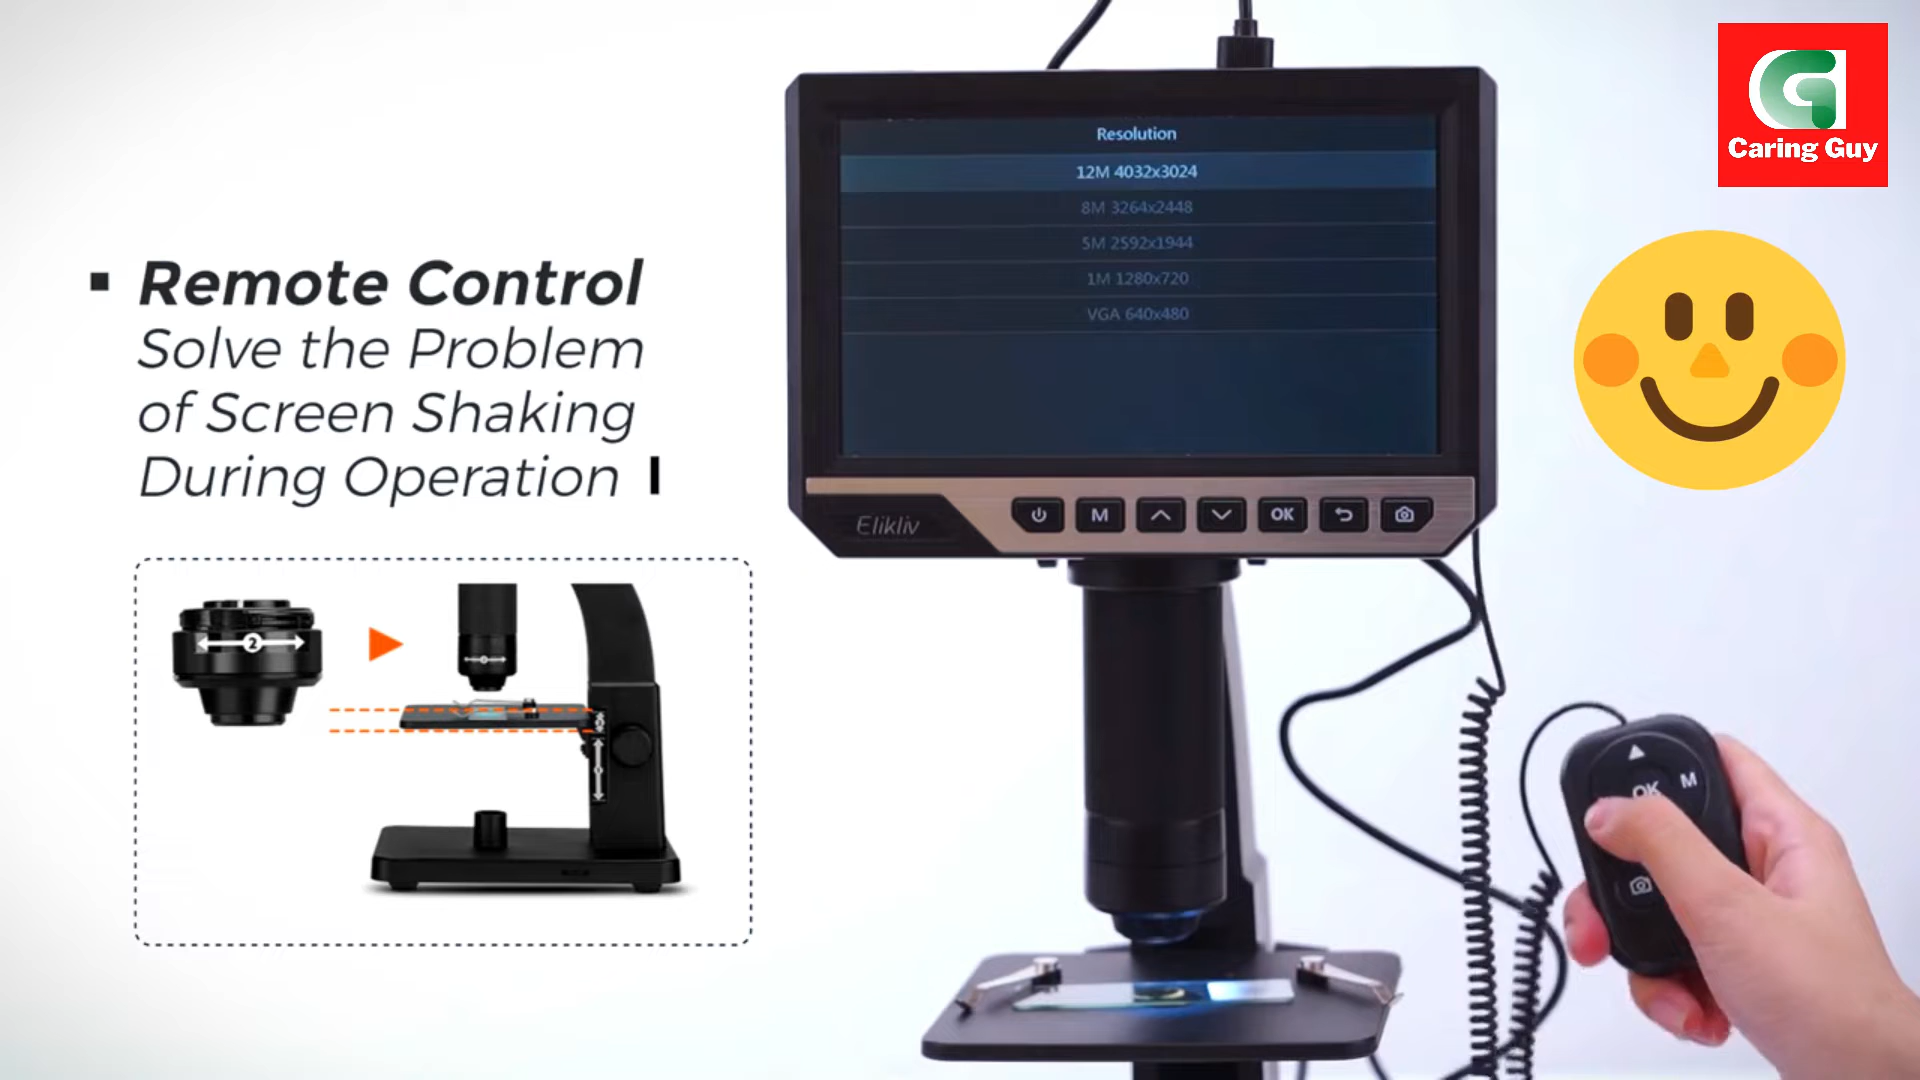 Remote Control
Solve the Problem
of Screen Shaking
During Operation
2
Resolution
12M 4032x3024
8M 3264x2448
5M 2592x1944
1M 1280x720
VGA 640x480
Elikliv
M
OK
Caring Guy
OK
M